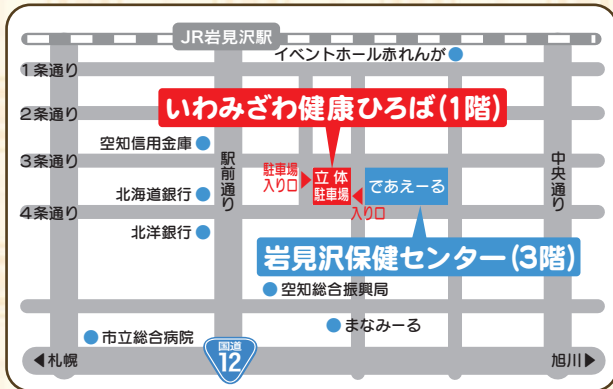 JR岩見沢駅
イベントホール赤れんが
1条通り
2条通り
いわみざわ健康ひろば(1階)
空知信用金庫
3条通り
駅前通り
駐車場
入り口
立体
駐車場
であえーる
中央通り
北海道銀行
入り口
4条通り
北洋銀行
岩見沢保健センター(3階)
空知総合振興局
まなみーる
市立総合病院
国道
12
札幌
旭川